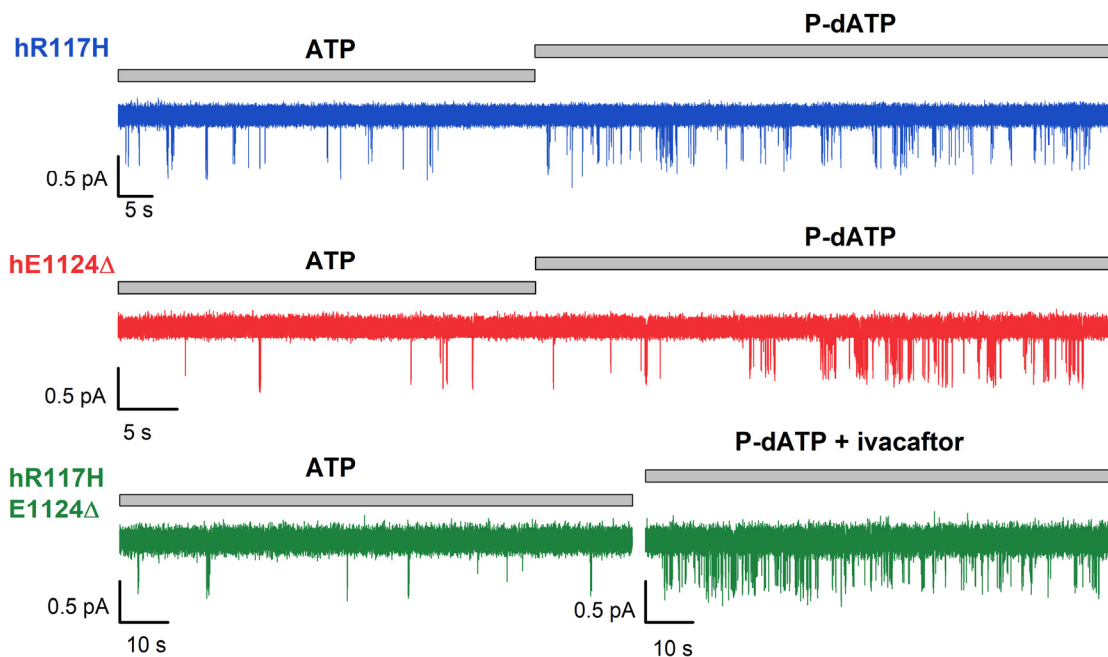 P-dATP
hR117H
ATP
0.5 pA
5 s
P-dATP
hE1124Δ
ATP
0.5 pA
5 s
P-dATP + ivacaftor
hR117H
E1124Δ
ATP
0.5 pA
0.5 pA
10 s
10 s